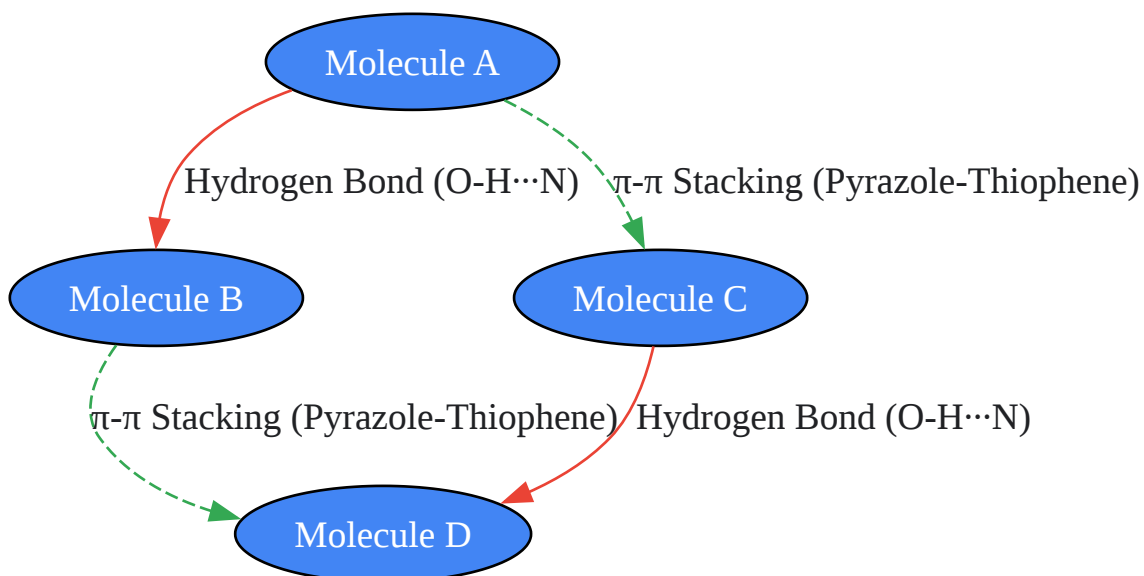 Molecule A
Hydrogen Bond (O-H···N)
π-π Stacking (Pyrazole-Thiophene)
Molecule B
Molecule C
π-π Stacking (Pyrazole-Thiophene)
Hydrogen Bond (O-H···N)
Molecule D